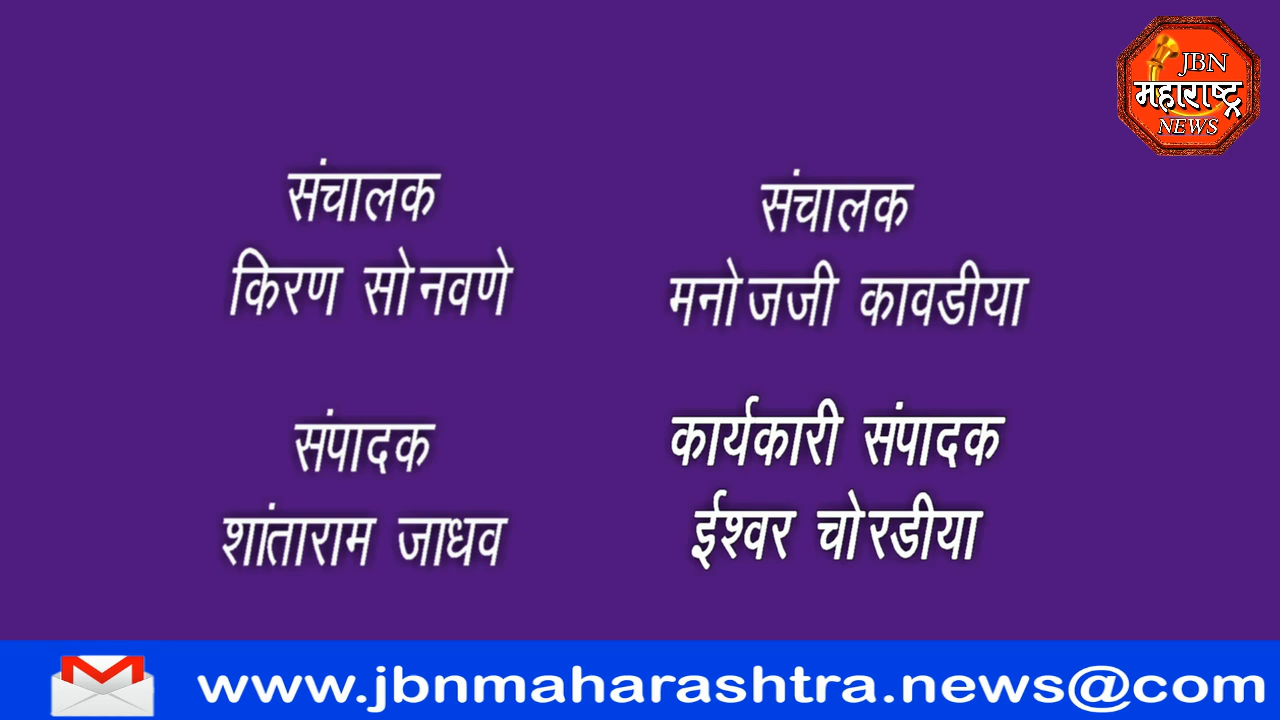 JBN
महाराष्ट्र
NEWS
संचालक
किरण सोनवणे
संचालक
मनोजजी कावडीया
संपादक
शांताराम जाधव
कार्यकारी संपादक
ईश्वर चोरडीया
www.jbnmaharashtra.news@com